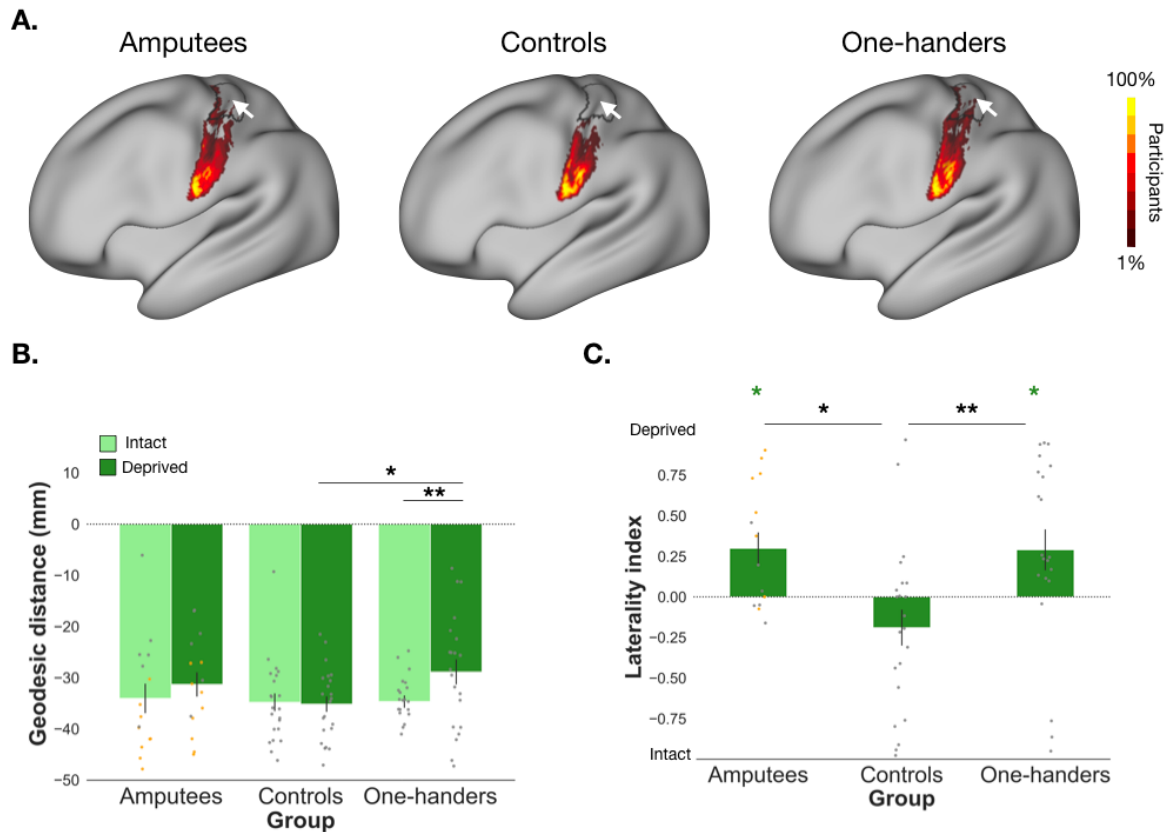 A.
Amputees
Controls
One-handers
100%
Participants
1%
B.
Intact
Deprived
Geodesic distance (mm)
10
0
−10
−20
−30
−40
−50
*
**
Amputees
Controls
One-handers
Group
C.
*
*
**
*
Deprived
Laterality index
0.75
0.50
0.25
0.00
−0.25
−0.50
−0.75
Intact
Amputees
Controls
One-handers
Group